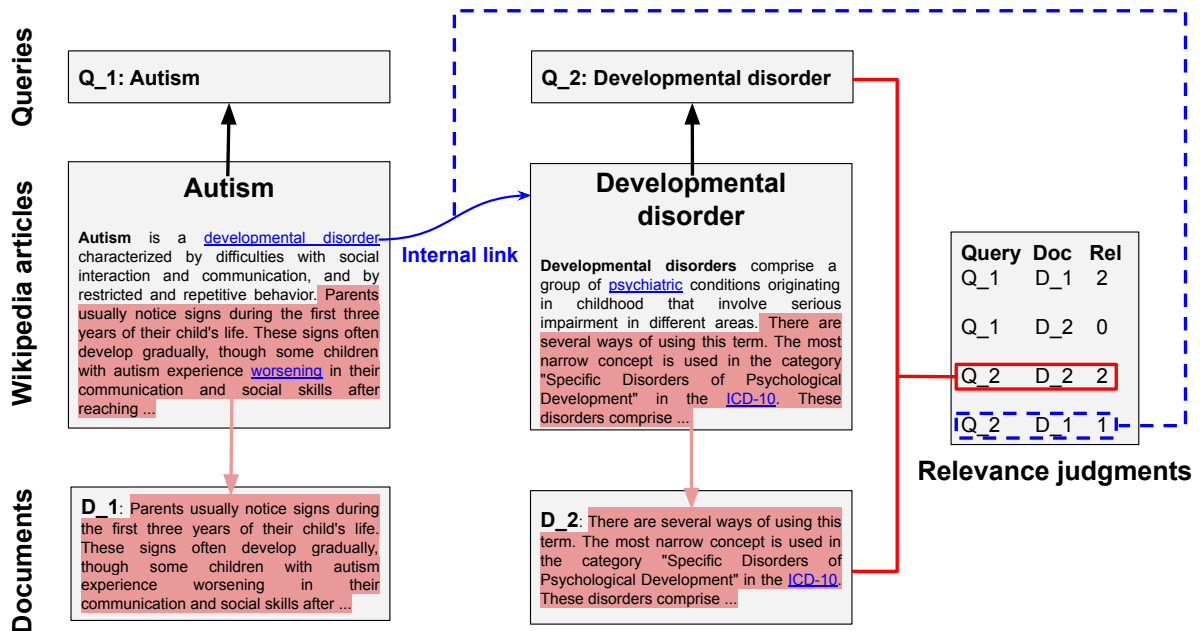 Queries
Q_1: Autism
Q_2: Developmental disorder
Wikipedia articles
Autism
Autism is a developmental disorder
characterized by difficulties with social
interaction and communication, and by
restricted and repetitive behavior. Parents
usually notice signs during the first three
years of their child's life. These signs often
develop gradually, though some children
with autism experience worsening in their
communication and social skills after
reaching ...
Internal link
Developmental
disorder
Developmental disorders comprise a
group of psychiatric conditions originating
in childhood that involve serious
impairment in different areas. There are
several ways of using this term. The most
narrow concept is used in the category
"Specific Disorders of Psychological
Development" in the ICD-10. These
disorders comprise ...
Query Doc Rel
Q_1 D_1 2
Q_1 D_2 0
Q_2 D_2 2
Q_2 D_1 1
Relevance judgments
Documents
D_1: Parents usually notice signs during
the first three years of their child's life.
These signs often develop gradually,
though some children with autism
experience worsening in their
communication and social skills after ...
D_2: There are several ways of using this
term. The most narrow concept is used in
the category "Specific Disorders of
Psychological Development" in the ICD-10.
These disorders comprise ...